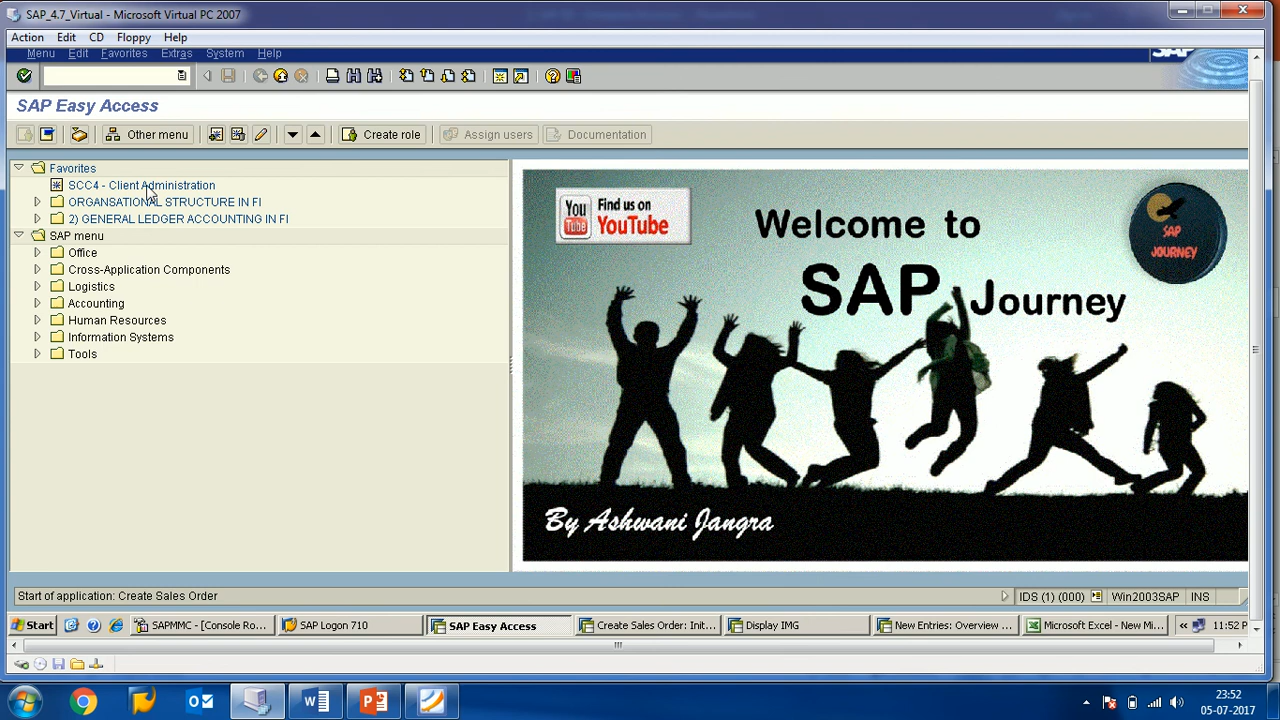 SAP_4.7_Virtual - Microsoft Virtual PC 2007
Action Edit CD Floppy Help
Menu Edit Favorites Extras System Help
SAP Easy Access
Other menu Create role Assign users Documentation
Favorites
SCC4 - Client Administration
ORGANSATIONAL STRUCTURE IN FI
2) GENERAL LEDGER ACCOUNTING IN FI
SAP menu
Office
Cross-Application Components
Logistics
Accounting
Human Resources
Information Systems
Tools
You Tube Find us on YouTube
Welcome to
SAP Journey
SAP
JOURNEY
By Ashwani Jangra
Start of application: Create Sales Order
IDS (1) (000) Win2003SAP INS
Start SAPMMC - [Console Ro... SAP Logon 710 SAP Easy Access Create Sales Order: Init... Display IMG New Entries: Overview ... Microsoft Excel - New Mi... 11:52 P
23:52
05-07-2017